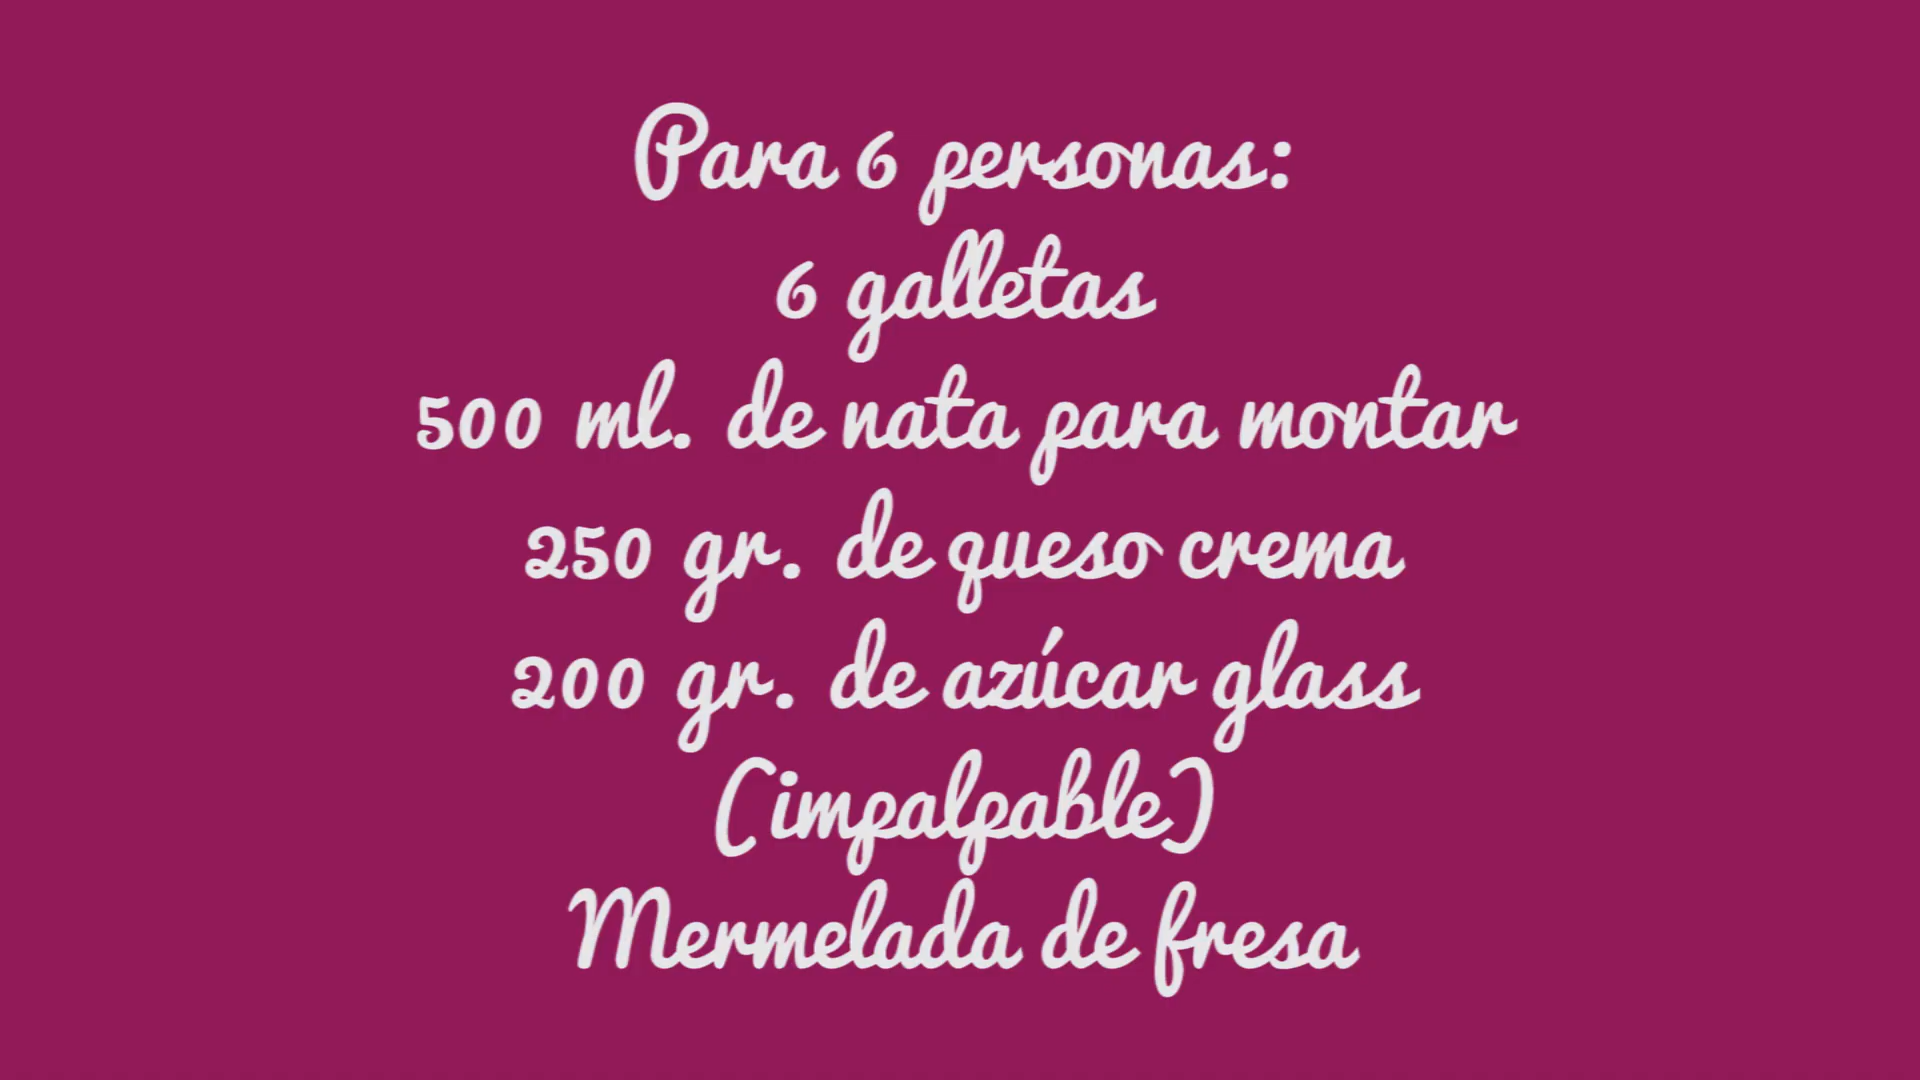 Para 6 personas:
6 galletas
500 ml. de nata para montar
250 gr. de queso crema
200 gr. de azúcar glass
(impalpable)
Mermelada de fresa